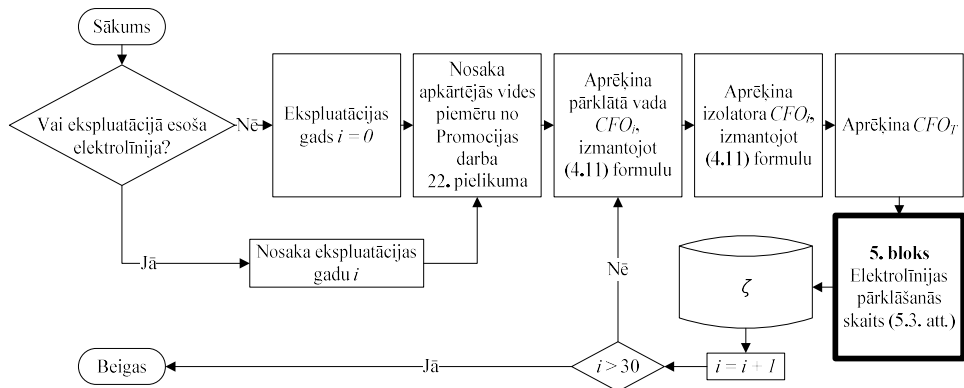 Sākums
Vai ekspluatācijā esoša
elektrolīnija?
Nē
Ekspluatācijas
gads i = 0
Nosaka
apkārtējās vides
piemēru no
Promocijas
darba
22. pielikuma
Aprēķina
pārklātā vada
CFOi,
izmantojot
(4.11) formulu
Aprēķina
izolatora CFOi,
izmantojot
(4.11) formulu
Aprēķina CFOT
Jā
Nosaka ekspluatācijas
gadu i
Nē
ζ
5. bloks
Elektrolīnijas
pārklāšanās
skaits (5.3. att.)
Beigas
Jā
i > 30
i = i + 1